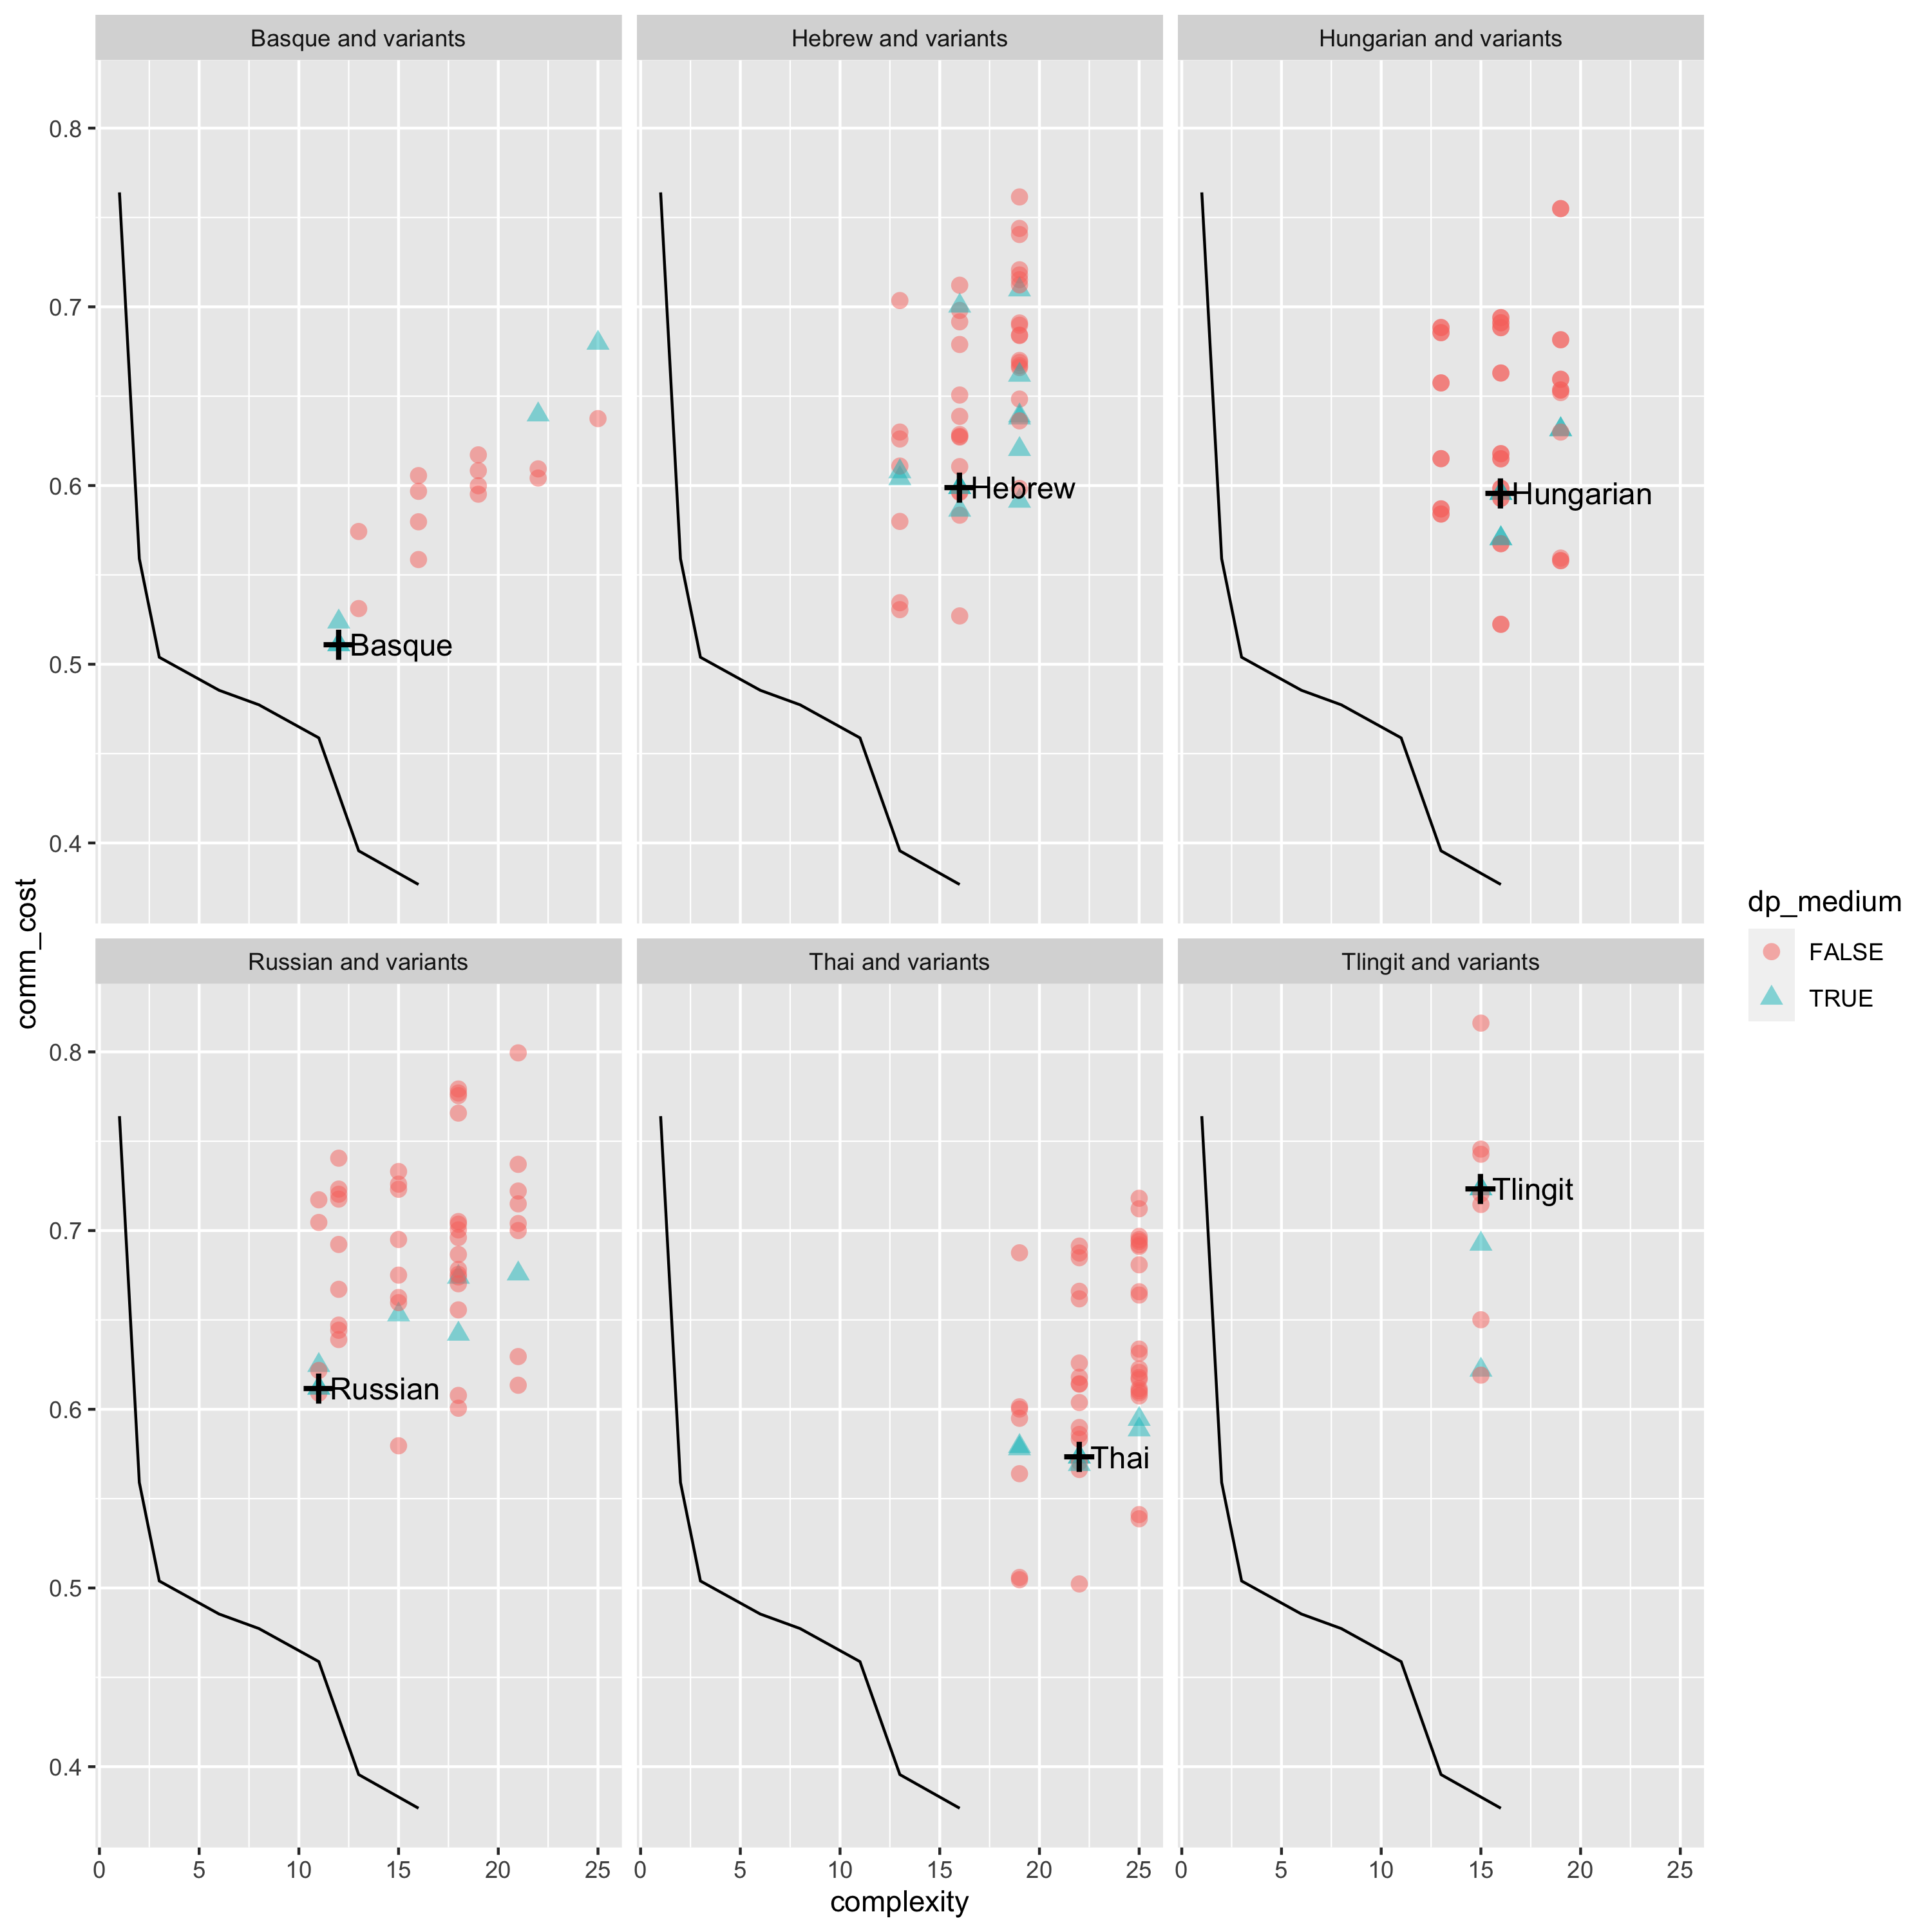 Basque and variants
Hebrew and variants
Hungarian and variants
0.8
0.7
0.6
0.5
0.4
Basque
Hebrew
Hungarian
comm_cost
dp_medium
FALSE
TRUE
Russian and variants
Thai and variants
Tlingit and variants
0.8
0.7
0.6
0.5
0.4
Russian
Thai
Tlingit
0 5 10 15 20 25
0 5 10 15 20 25
0 5 10 15 20 25
complexity